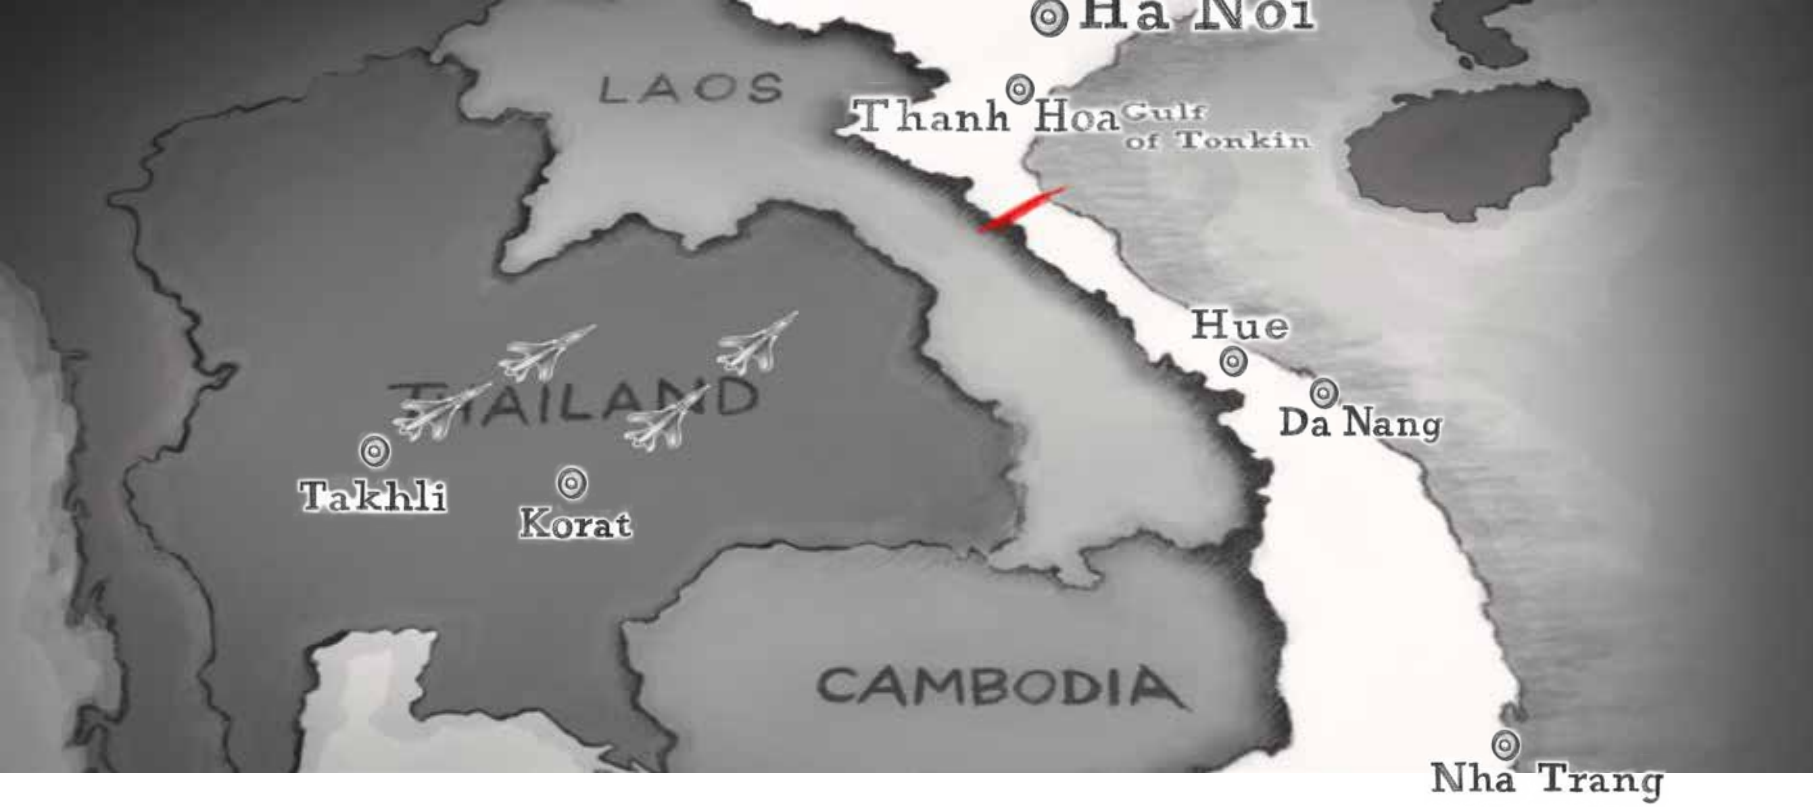 Ha Noi
LAOS
Thanh Hoa
Gulf
of Tonkin
Hue
THAILAND
Da Nang
Takhli
Korat
CAMBODIA
Nha Trang